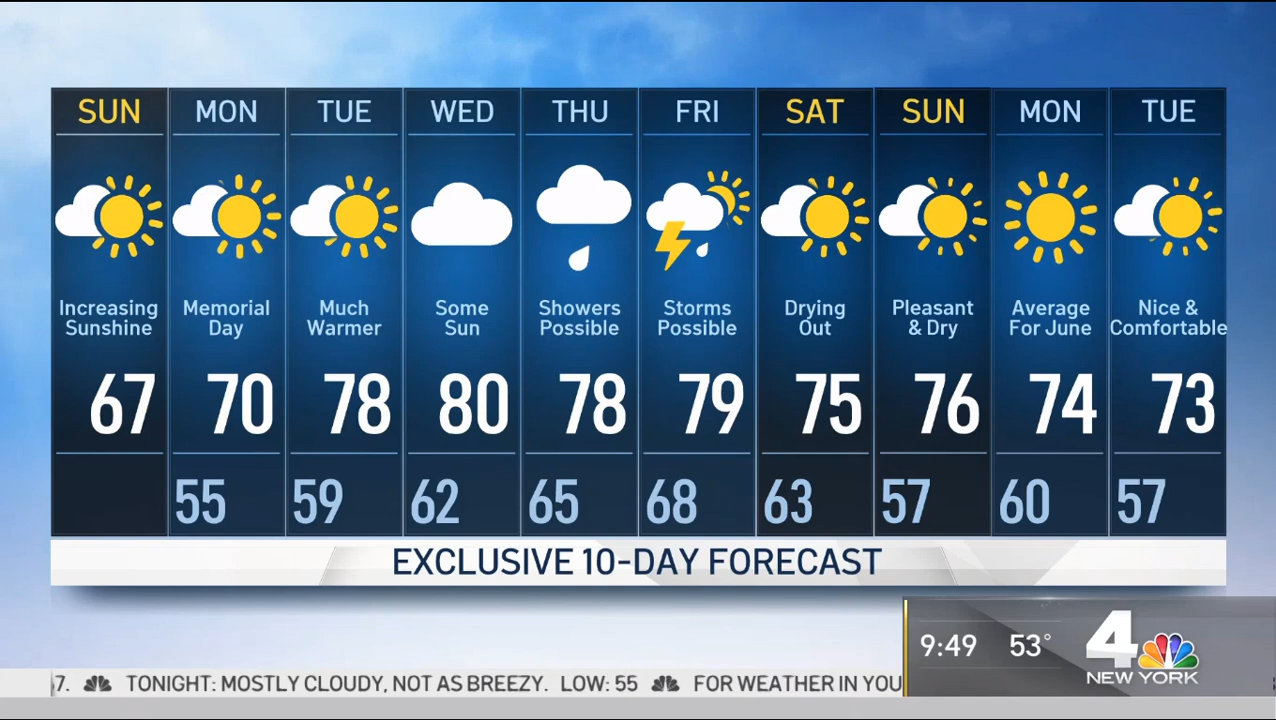 SUN MON TUE WED THU FRI SAT SUN MON TUE
Increasing Sunshine
Memorial Day
Much Warmer
Some Sun
Showers Possible
Storms Possible
Drying Out
Pleasant & Dry
Average For June
Nice & Comfortable
67 70 78 80 78 79 75 76 74 73
55 59 62 65 68 63 57 60 57
EXCLUSIVE 10-DAY FORECAST
9:49 53°
4
NEW YORK
7. TONIGHT: MOSTLY CLOUDY, NOT AS BREEZY. LOW: 55 FOR WEATHER IN YOU